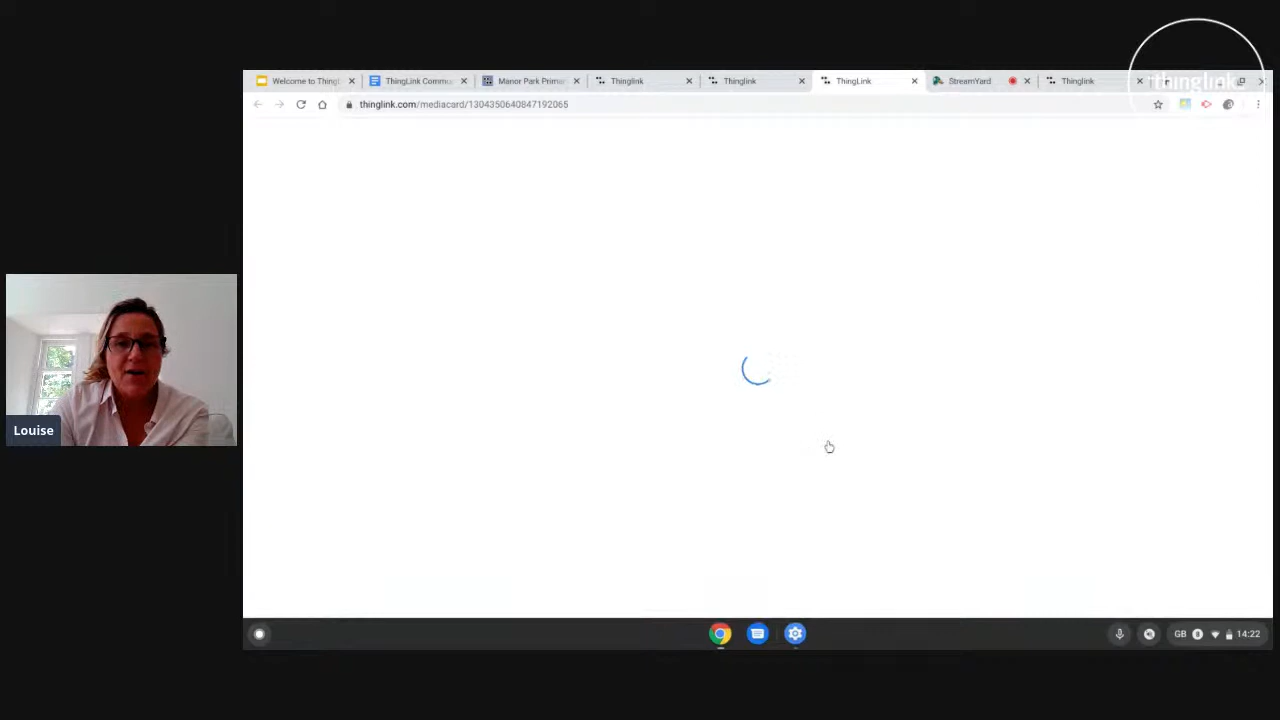 thinglink
Welcome to Thingl
ThingLink Commu
Manor Park Prima
Thinglink
Thinglink
ThingLink
StreamYard
Thinglink
thinglink.com/mediacard/1304350640847192065
Louise
GB
14:22